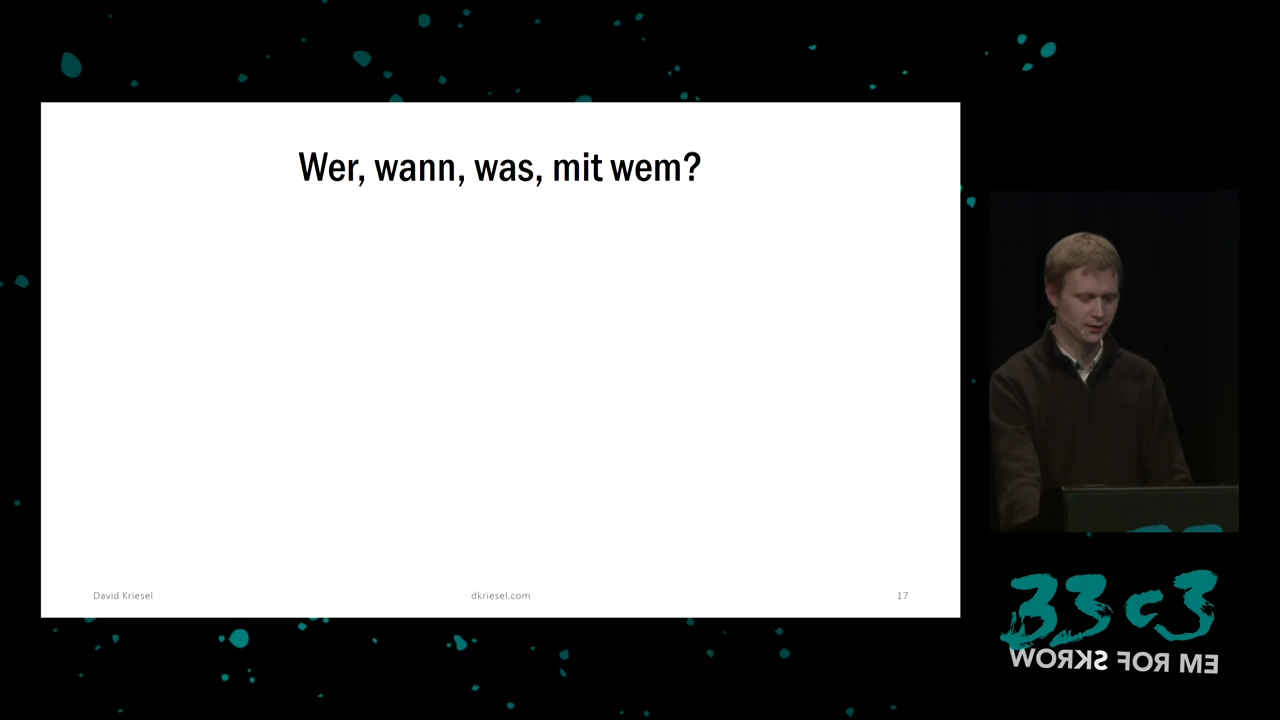 Wer, wann, was, mit wem?
David Kriesel
dkriesel.com
17
33c3
WORKS FOR ME